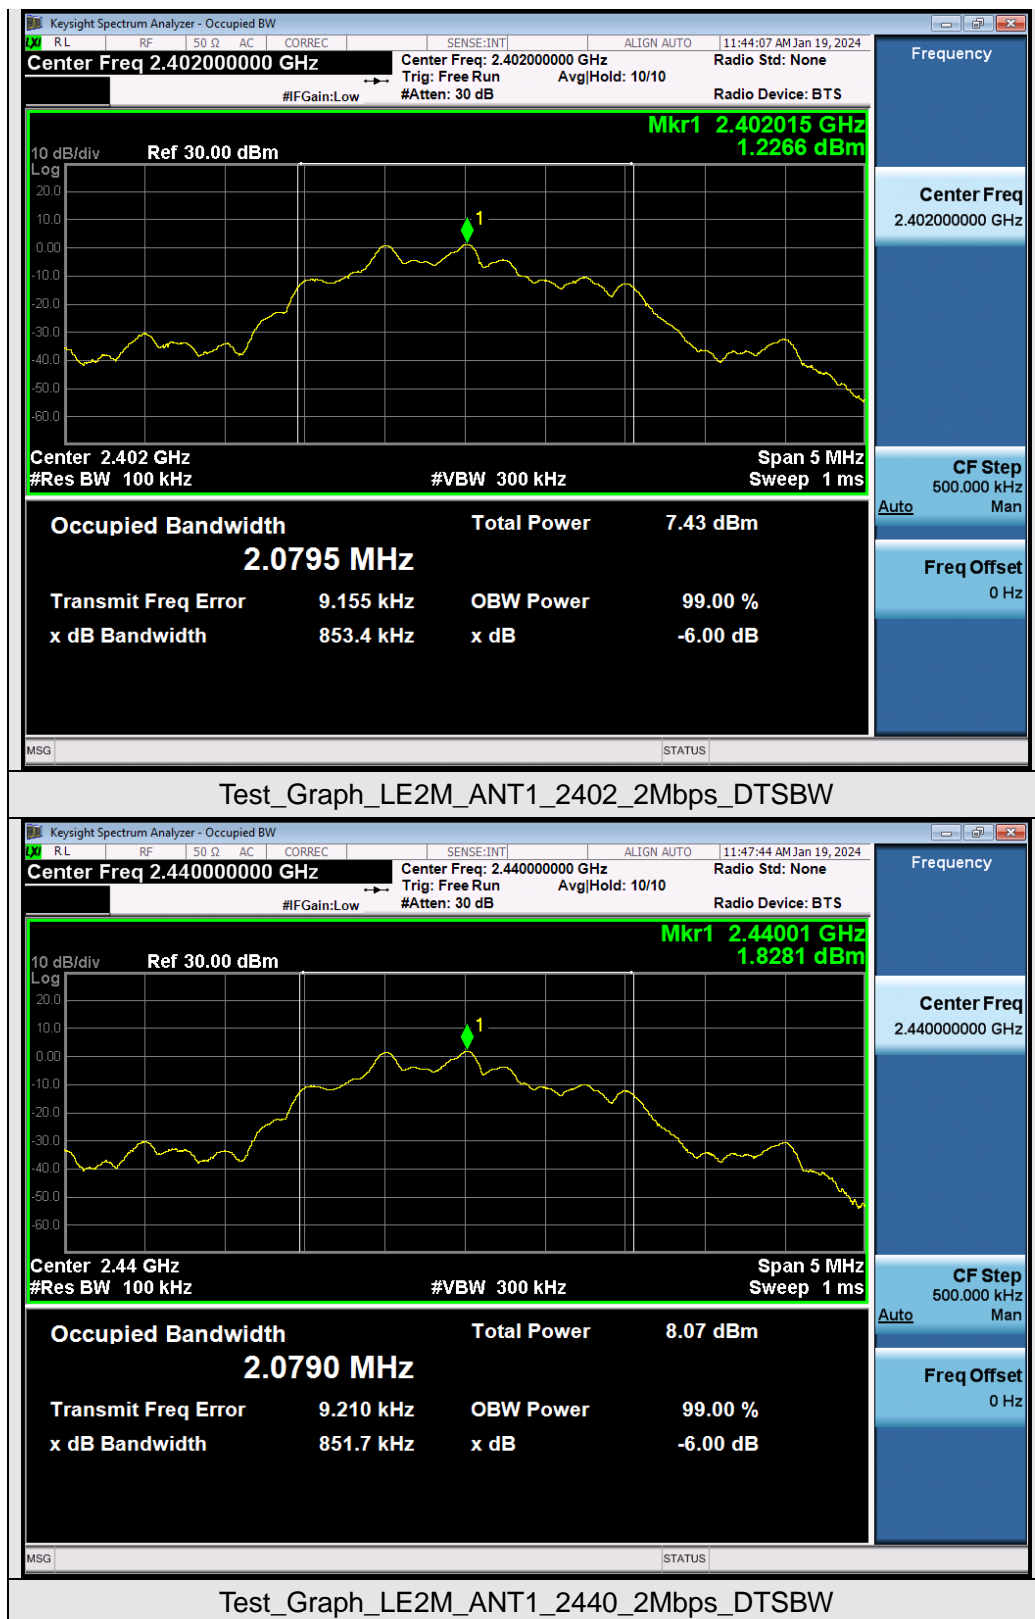 Keysight Spectrum Analyzer - Occupied BW
LXI RL RF 50 Ω AC CORREC SENSE:INT ALIGN AUTO 11:44:07 AM Jan 19, 2024
Center Freq 2.402000000 GHz Center Freq: 2.402000000 GHz Radio Std: None
Trig: Free Run Avg|Hold: 10/10
#IFGain:Low #Atten: 30 dB Radio Device: BTS
Frequency
Mkr1 2.402015 GHz
1.2266 dBm
10 dB/div Ref 30.00 dBm
Log
20.0
10.0
1
0.00
-10.0
-20.0
-30.0
-40.0
-50.0
-60.0
Center 2.402 GHz Span 5 MHz
#Res BW 100 kHz #VBW 300 kHz Sweep 1 ms
Center Freq
2.402000000 GHz
CF Step
500.000 kHz
Auto Man
Freq Offset
0 Hz
Occupied Bandwidth Total Power 7.43 dBm
2.0795 MHz
Transmit Freq Error 9.155 kHz OBW Power 99.00 %
x dB Bandwidth 853.4 kHz x dB -6.00 dB
MSG STATUS
Test_Graph_LE2M_ANT1_2402_2Mbps_DTSBW
Keysight Spectrum Analyzer - Occupied BW
LXI RL RF 50 Ω AC CORREC SENSE:INT ALIGN AUTO 11:47:44 AM Jan 19, 2024
Center Freq 2.440000000 GHz Center Freq: 2.440000000 GHz Radio Std: None
Trig: Free Run Avg|Hold: 10/10
#IFGain:Low #Atten: 30 dB Radio Device: BTS
Frequency
Mkr1 2.44001 GHz
1.8281 dBm
10 dB/div Ref 30.00 dBm
Log
20.0
10.0
1
0.00
-10.0
-20.0
-30.0
-40.0
-50.0
-60.0
Center 2.44 GHz Span 5 MHz
#Res BW 100 kHz #VBW 300 kHz Sweep 1 ms
Center Freq
2.440000000 GHz
CF Step
500.000 kHz
Auto Man
Freq Offset
0 Hz
Occupied Bandwidth Total Power 8.07 dBm
2.0790 MHz
Transmit Freq Error 9.210 kHz OBW Power 99.00 %
x dB Bandwidth 851.7 kHz x dB -6.00 dB
MSG STATUS
Test_Graph_LE2M_ANT1_2440_2Mbps_DTSBW